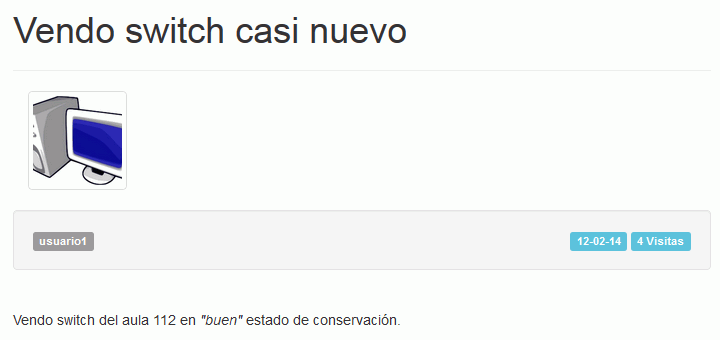 Vendo switch casi nuevo
usuario1 12-02-14 4 Visitas
Vendo switch del aula 112 en "buen" estado de conservación.